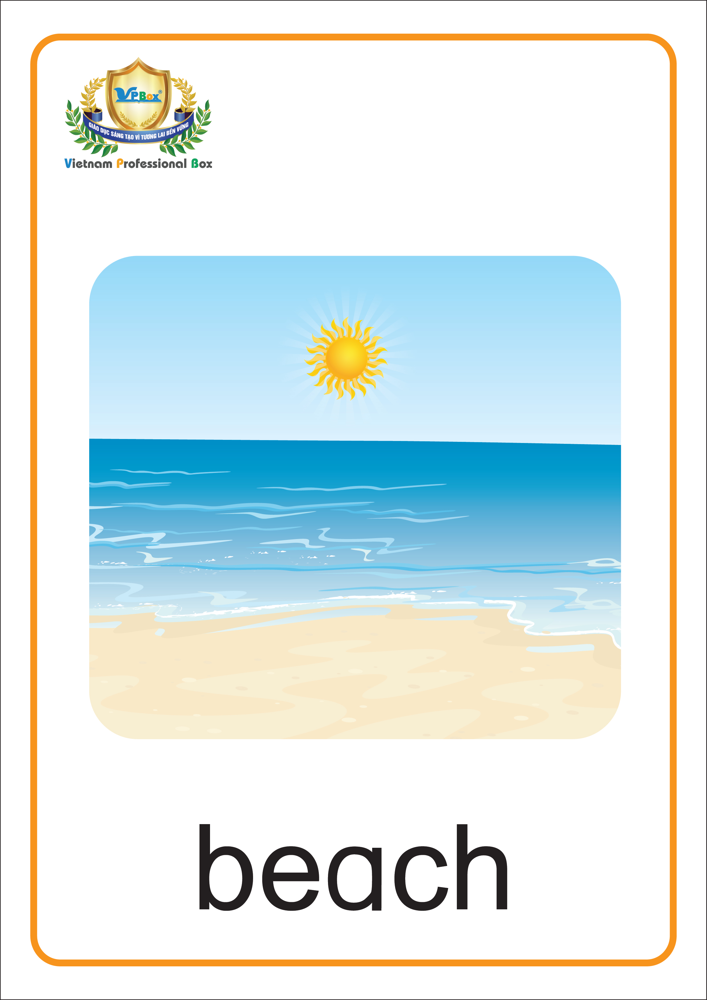 VPBox®
GIÁO DỤC SÁNG TẠO VÌ TƯƠNG LAI BỀN VỮNG
Vietnam Professional Box
beach